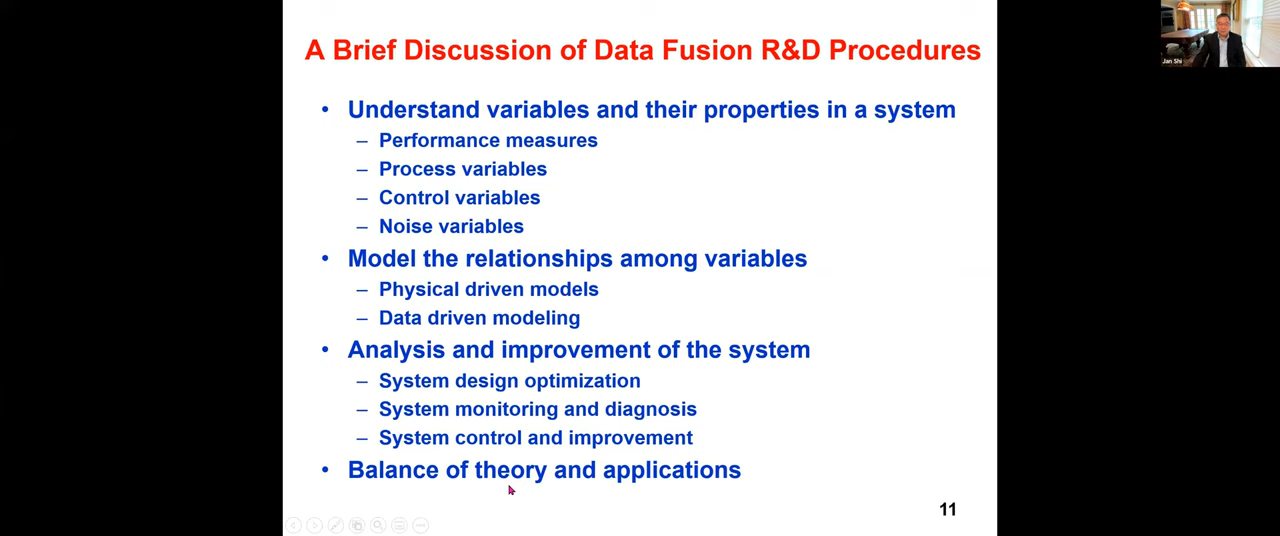 A Brief Discussion of Data Fusion R&D Procedures
Jan Shi
• Understand variables and their properties in a system
– Performance measures
– Process variables
– Control variables
– Noise variables
• Model the relationships among variables
– Physical driven models
– Data driven modeling
• Analysis and improvement of the system
– System design optimization
– System monitoring and diagnosis
– System control and improvement
• Balance of theory and applications
11